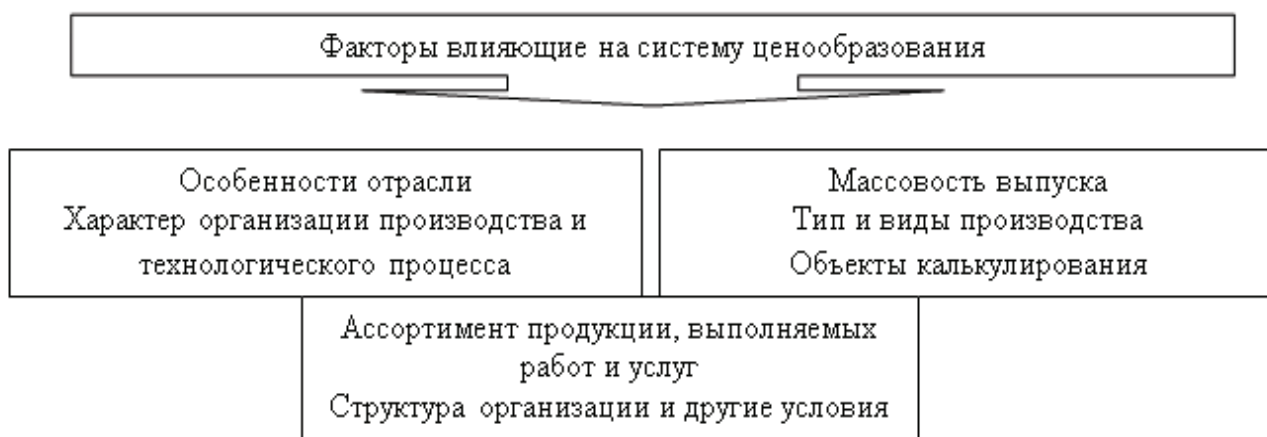 Факторы влияющие на систему ценообразования
Особенности отрасли
Характер организации производства и
технологического процесса
Массовость выпуска
Тип и виды производства
Объекты калькулирования
Ассортимент продукции, выполняемых
работ и услуг
Структура организации и другие условия